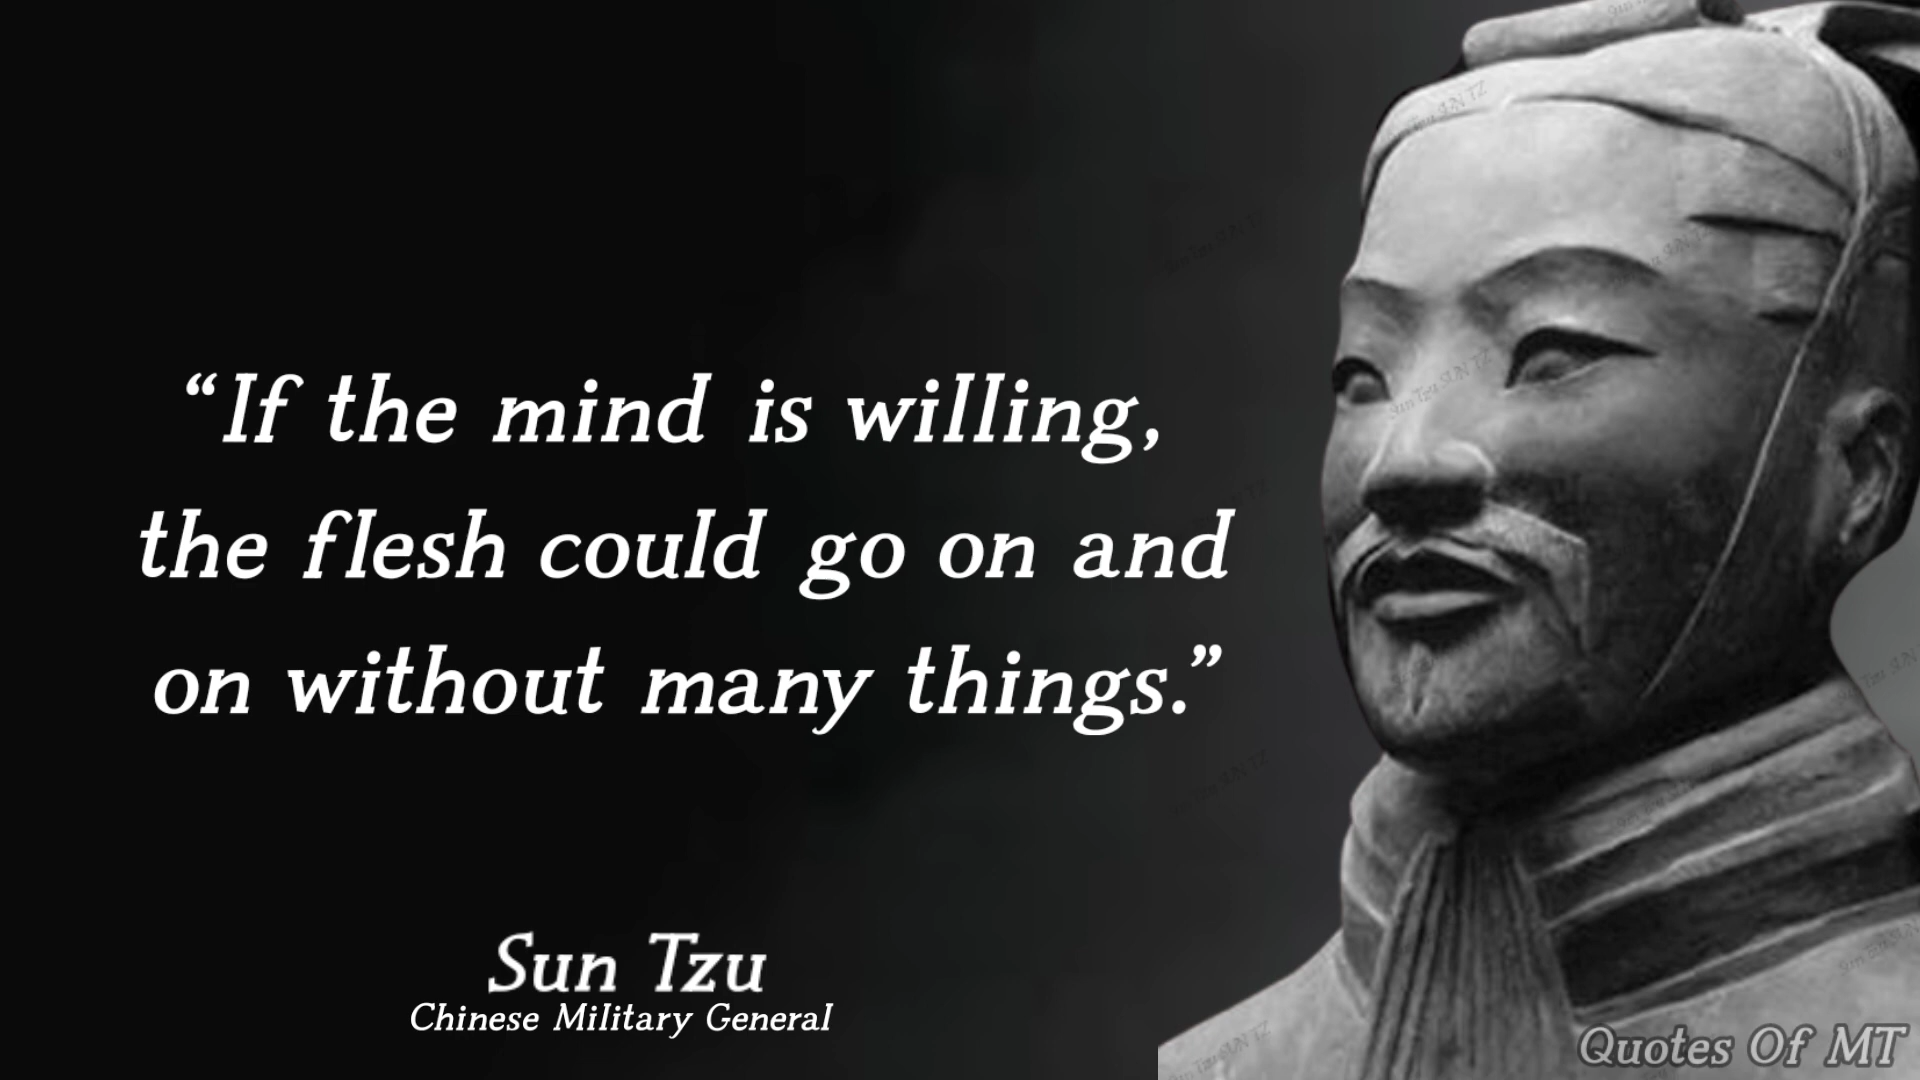 “If the mind is willing,
the flesh could go on and
on without many things.”
Sun Tzu
Chinese Military General
Quotes Of MT